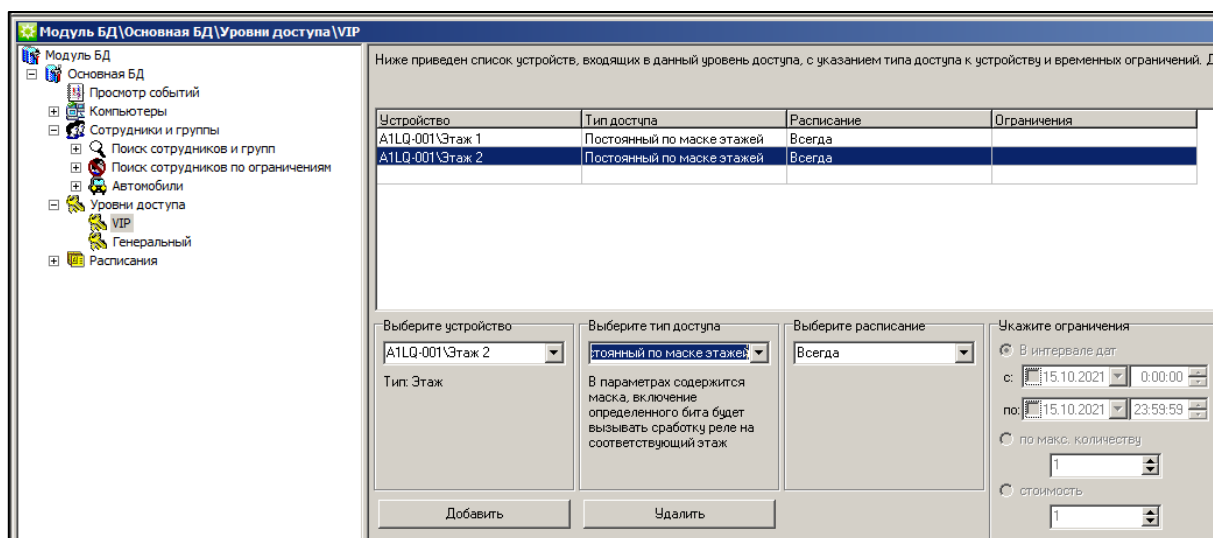 Модуль БД\Основная БД\Уровни доступа\VIP
Модуль БД
Основная БД
Просмотр событий
Компьютеры
Сотрудники и группы
Поиск сотрудников и групп
Поиск сотрудников по ограничениям
Автомобили
Уровни доступа
VIP
Генеральный
Расписания
Ниже приведен список устройств, входящих в данный уровень доступа, с указанием типа доступа к устройству и временных ограничений. Д
Устройство Тип доступа Расписание Ограничения
A1LQ-001\Этаж 1 Постоянный по маске этажей Всегда
A1LQ-001\Этаж 2 Постоянный по маске этажей Всегда
Выберите устройство
A1LQ-001\Этаж 2
Тип: Этаж
Выберите тип доступа
стоянный по маске этажей
В параметрах содержится
маска, включение
определенного бита будет
вызывать сработку реле на
соответствующий этаж
Выберите расписание
Всегда
Укажите ограничения
В интервале дат
с: 15.10.2021 0:00:00
по: 15.10.2021 23:59:59
по макс. количеству
1
стоимость
1
Добавить Удалить